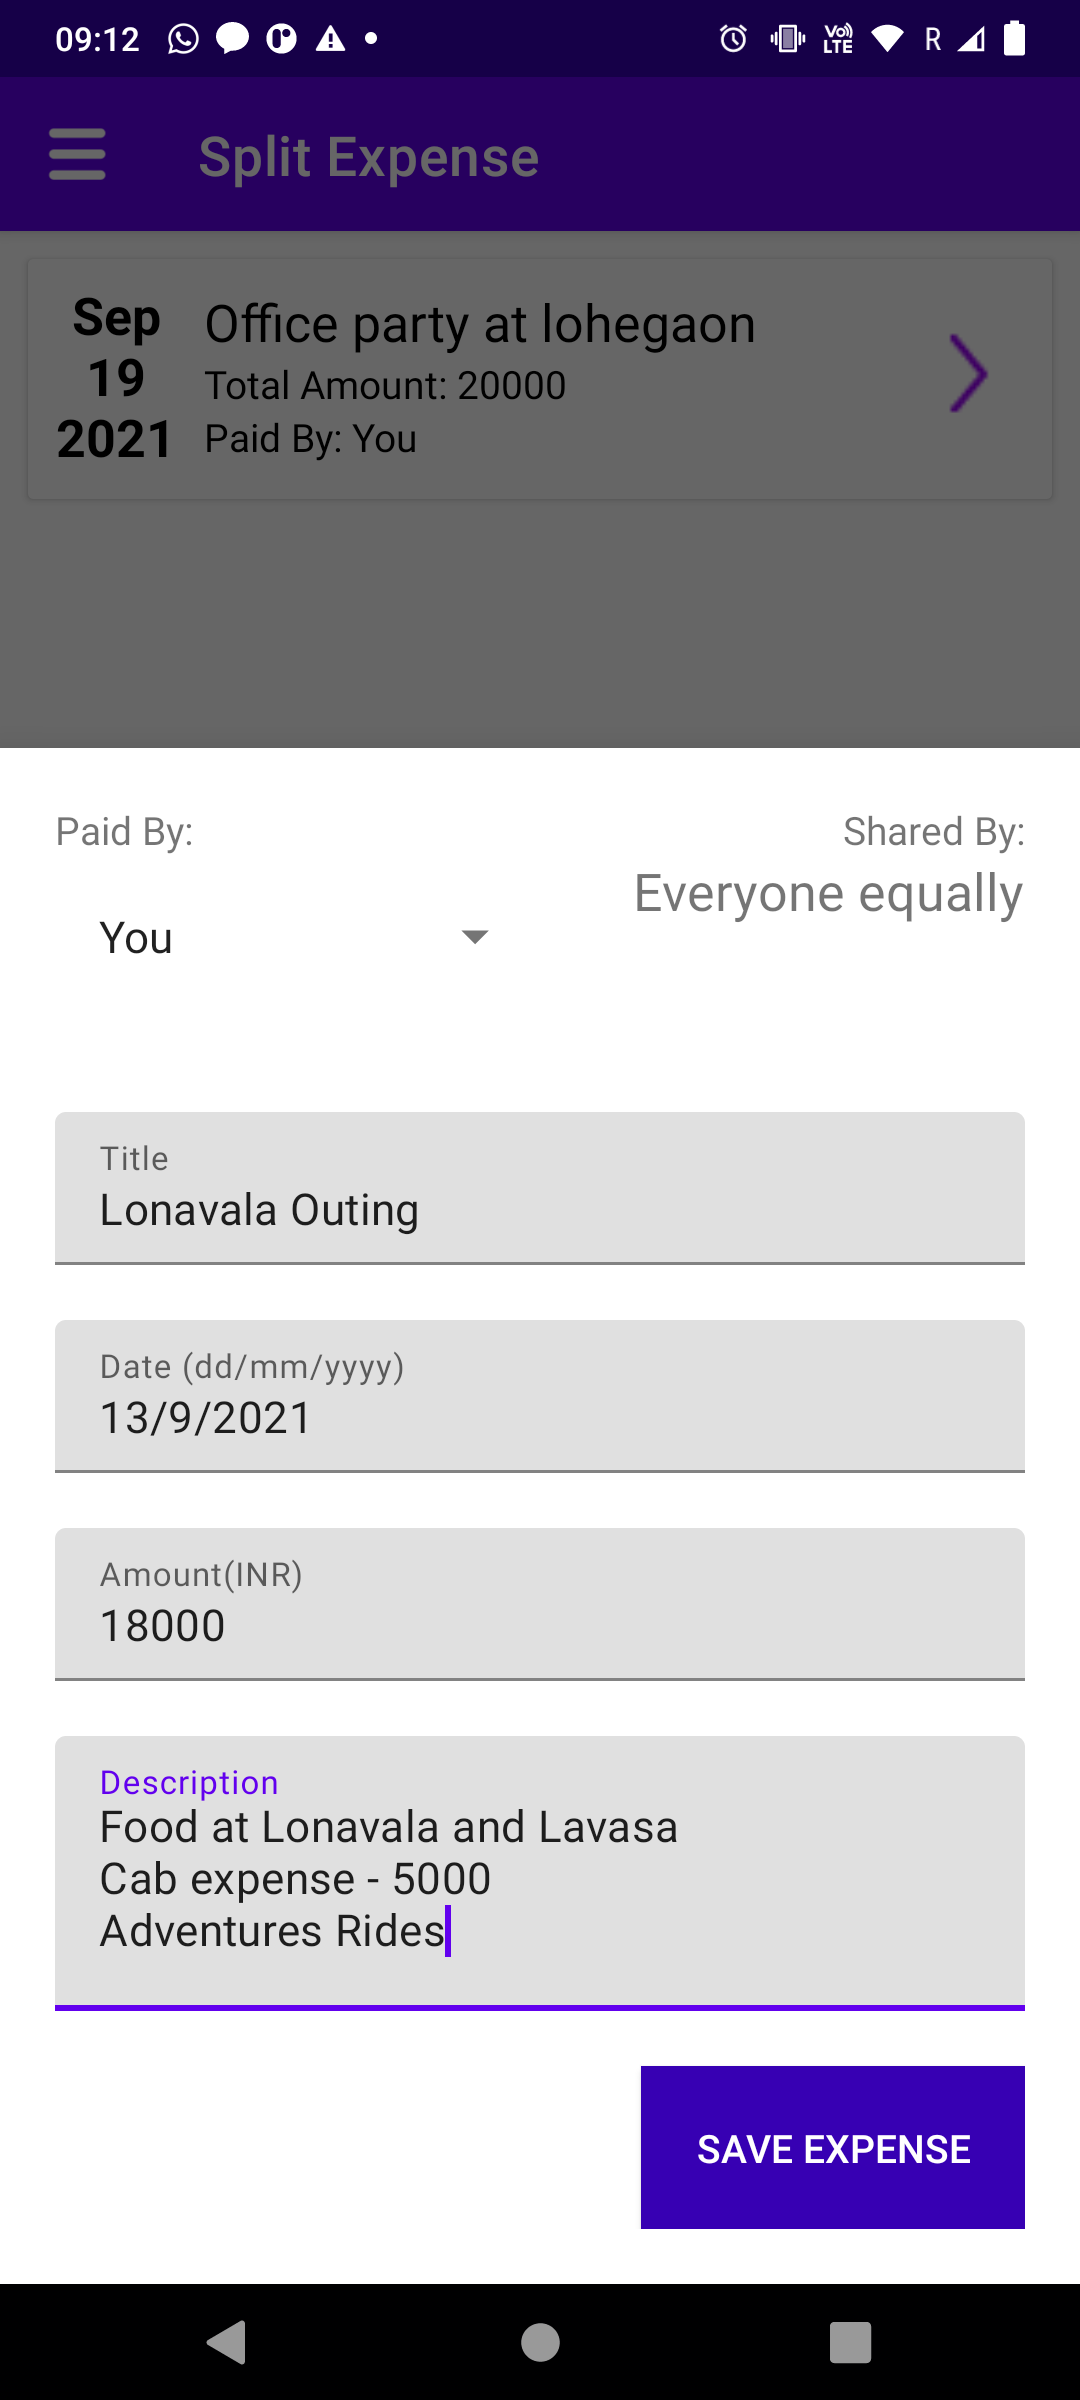 09:12
VoLTE R
Split Expense
Sep
19
2021
Office party at lohegaon
Total Amount: 20000
Paid By: You
Paid By:
You
Shared By:
Everyone equally
Title
Lonavala Outing
Date (dd/mm/yyyy)
13/9/2021
Amount(INR)
18000
Description
Food at Lonavala and Lavasa
Cab expense - 5000
Adventures Rides
SAVE EXPENSE